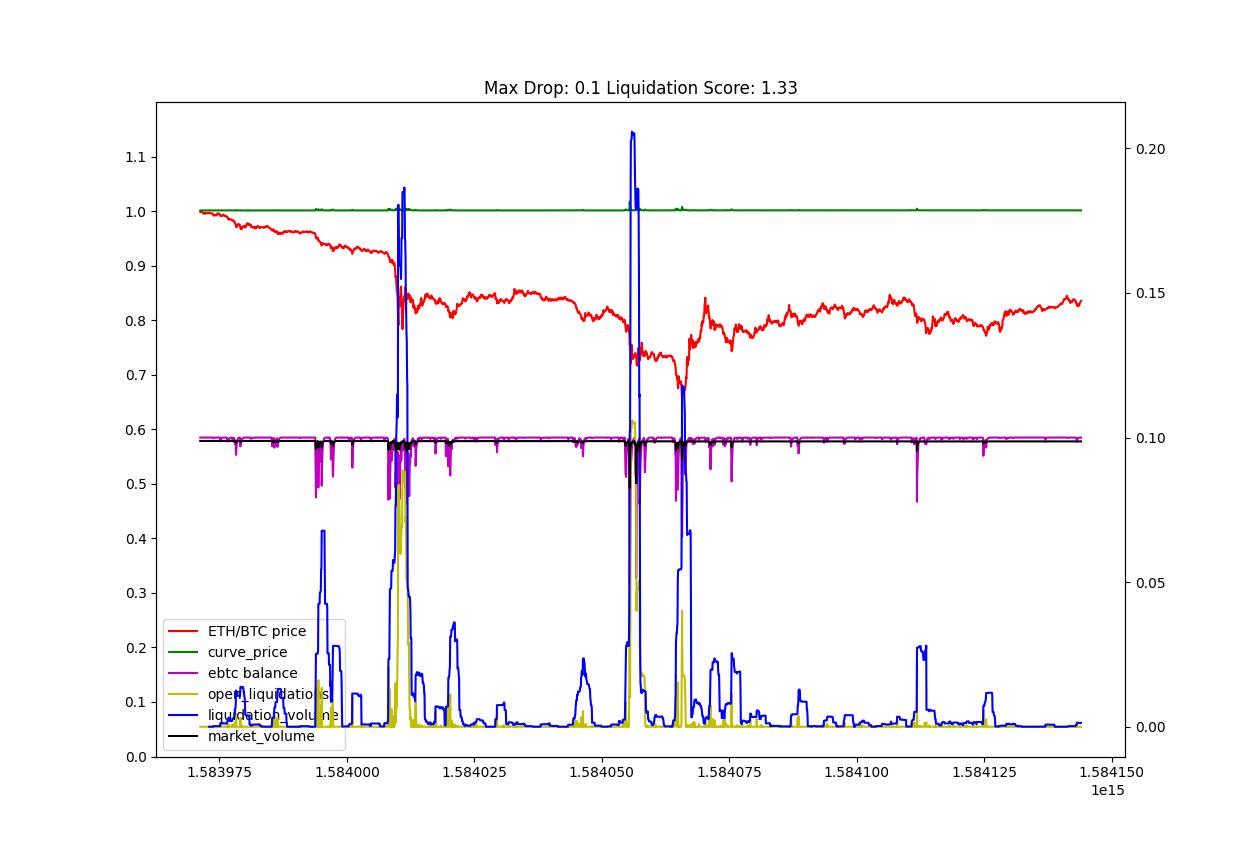 Max Drop: 0.1 Liquidation Score: 1.33
1.1
1.0
0.9
0.8
0.7
0.6
0.5
0.4
0.3
0.2
0.1
0.0
0.20
0.15
0.10
0.05
0.00
ETH/BTC price
curve_price
ebtc balance
open_liquidations
liquidation_volume
market_volume
1.583975 1.584000 1.584025 1.584050 1.584075 1.584100 1.584125 1.584150
1e15